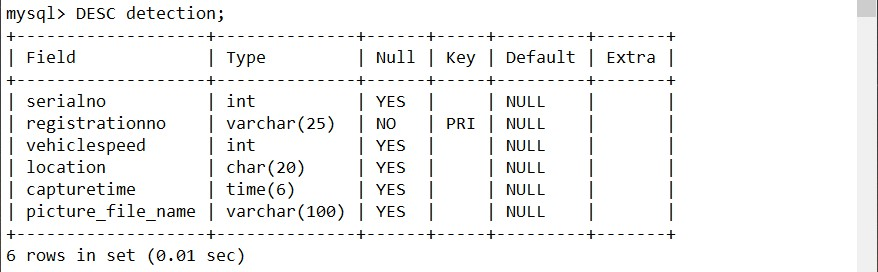 mysql> DESC detection;
+-------------------+--------------+------+-----+---------+-------+
| Field             | Type         | Null | Key | Default | Extra |
+-------------------+--------------+------+-----+---------+-------+
| serialno          | int          | YES  |     | NULL    |       |
| registrationno    | varchar(25)  | NO   | PRI | NULL    |       |
| vehiclespeed      | int          | YES  |     | NULL    |       |
| location          | char(20)     | YES  |     | NULL    |       |
| capturetime       | time(6)      | YES  |     | NULL    |       |
| picture_file_name | varchar(100) | YES  |     | NULL    |       |
+-------------------+--------------+------+-----+---------+-------+
6 rows in set (0.01 sec)